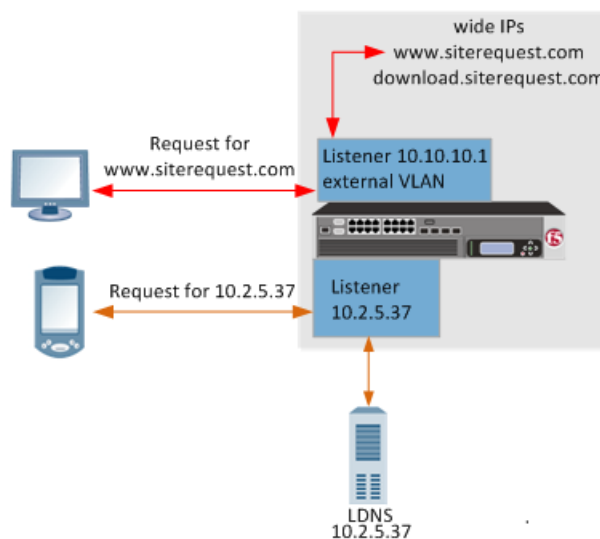 wide IPs
www.siterequest.com
download.siterequest.com
Request for
www.siterequest.com
Listener 10.10.10.1
external VLAN
f5
Request for 10.2.5.37
Listener
10.2.5.37
LDNS
10.2.5.37
.